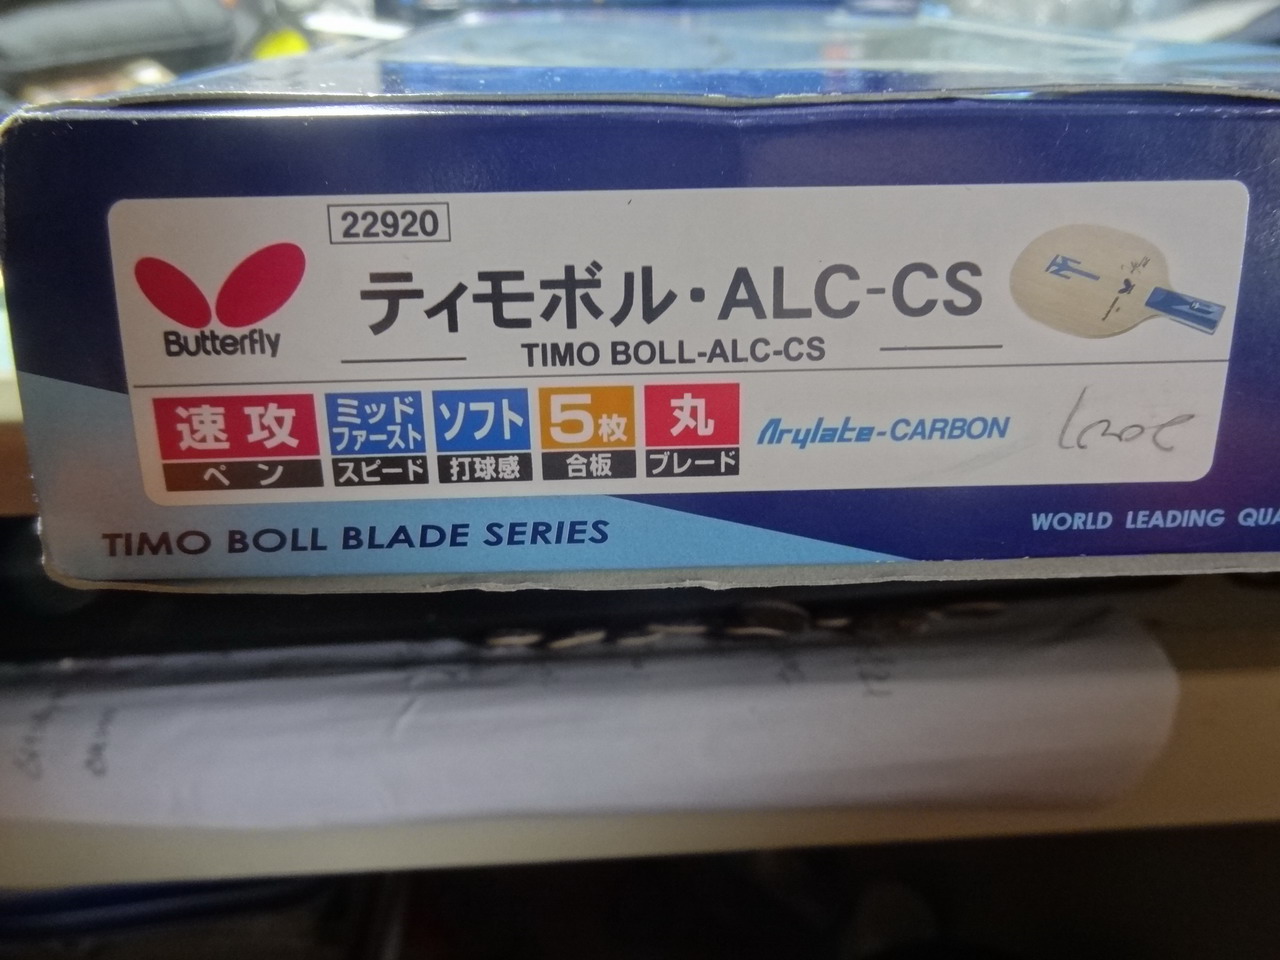 22920
Butterfly
ティモボル・ALC-CS
TIMO BOLL-ALC-CS
速攻
ペン
ミッド
ファースト
スピード
ソフト
打球感
5枚
合板
丸
ブレード
Arylate-CARBON
TIMO BOLL BLADE SERIES
WORLD LEADING